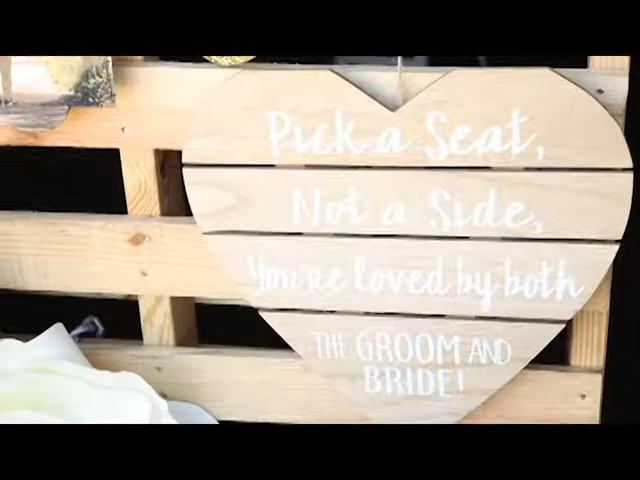 Pick a Seat,
Not a Side,
You're loved by both
THE GROOM AND
BRIDE!